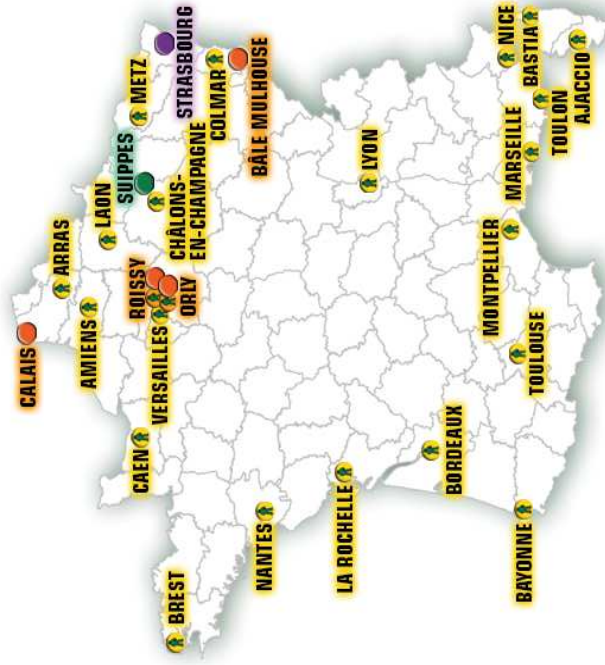 CALAIS
ARRAS
AMIENS
LAON
SUIPPES
METZ
STRASBOURG
COLMAR
BÂLE MULHOUSE
CHÂLONS-
EN-CHAMPAGNE
ROISSY
ORLY
VERSAILLES
CAEN
BREST
NANTES
LA ROCHELLE
LYON
BORDEAUX
BAYONNE
TOULOUSE
MONTPELLIER
MARSEILLE
TOULON
NICE
BASTIA
AJACCIO